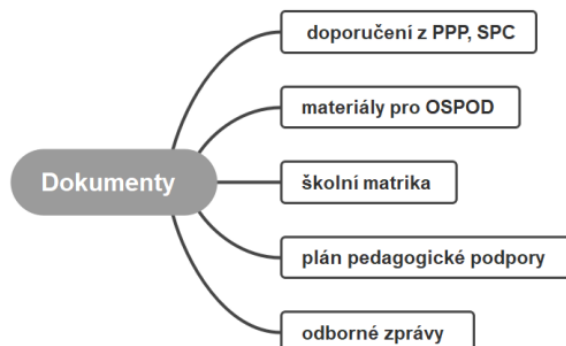 doporučení z PPP, SPC
materiály pro OSPOD
Dokumenty
školní matrika
plán pedagogické podpory
odborné zprávy